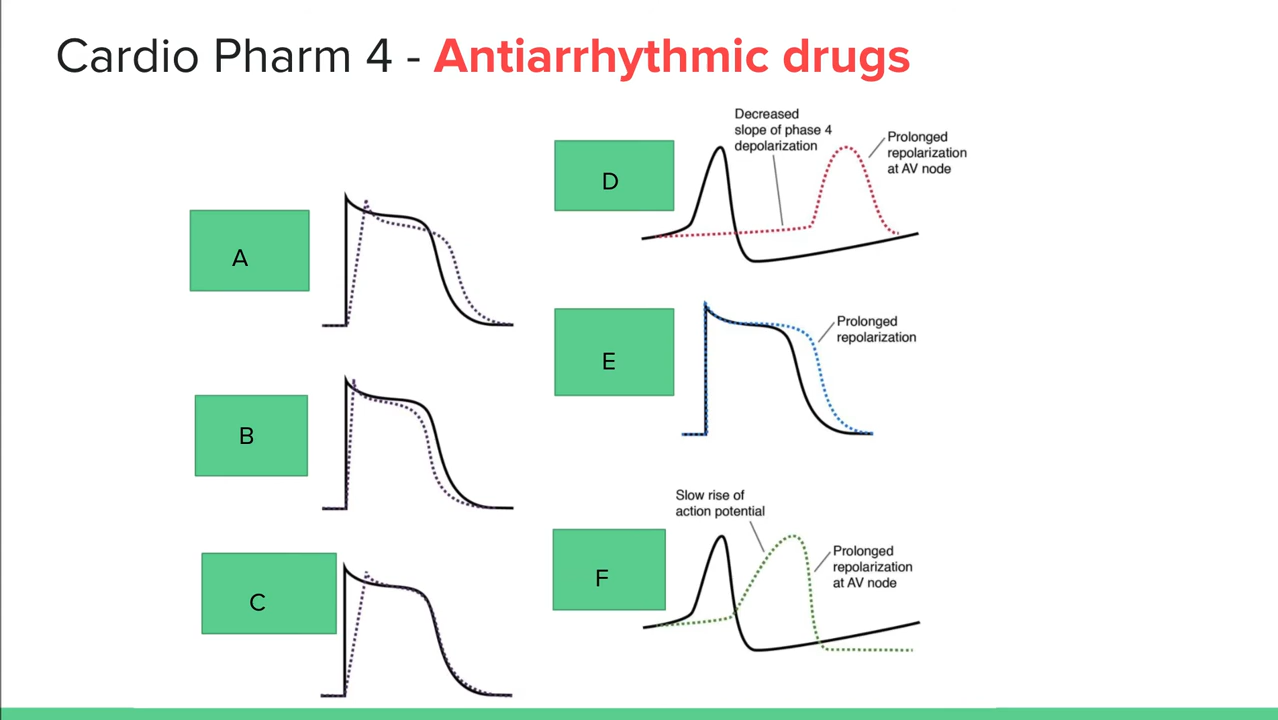 Cardio Pharm 4 - Antiarrhythmic drugs
A
B
C
D
Decreased
slope of phase 4
depolarization
Prolonged
repolarization
at AV node
E
Prolonged
repolarization
F
Slow rise of
action potential
Prolonged
repolarization
at AV node